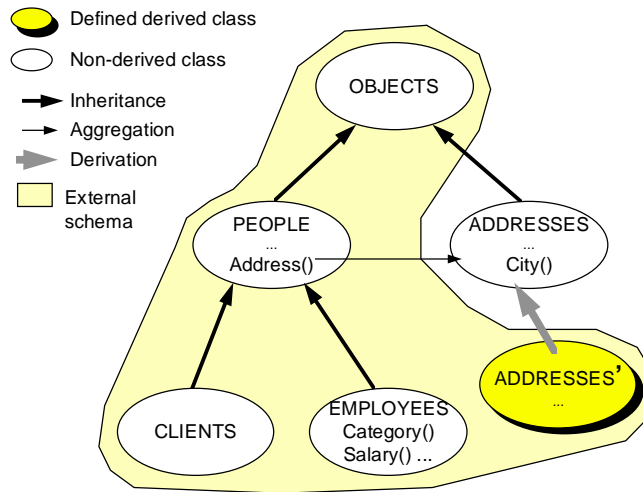 Defined derived class
Non-derived class
Inheritance
Aggregation
Derivation
External
schema
OBJECTS
PEOPLE
...
Address()
ADDRESSES
...
City()
ADDRESSES’
...
CLIENTS
EMPLOYEES
Category()
Salary() ...